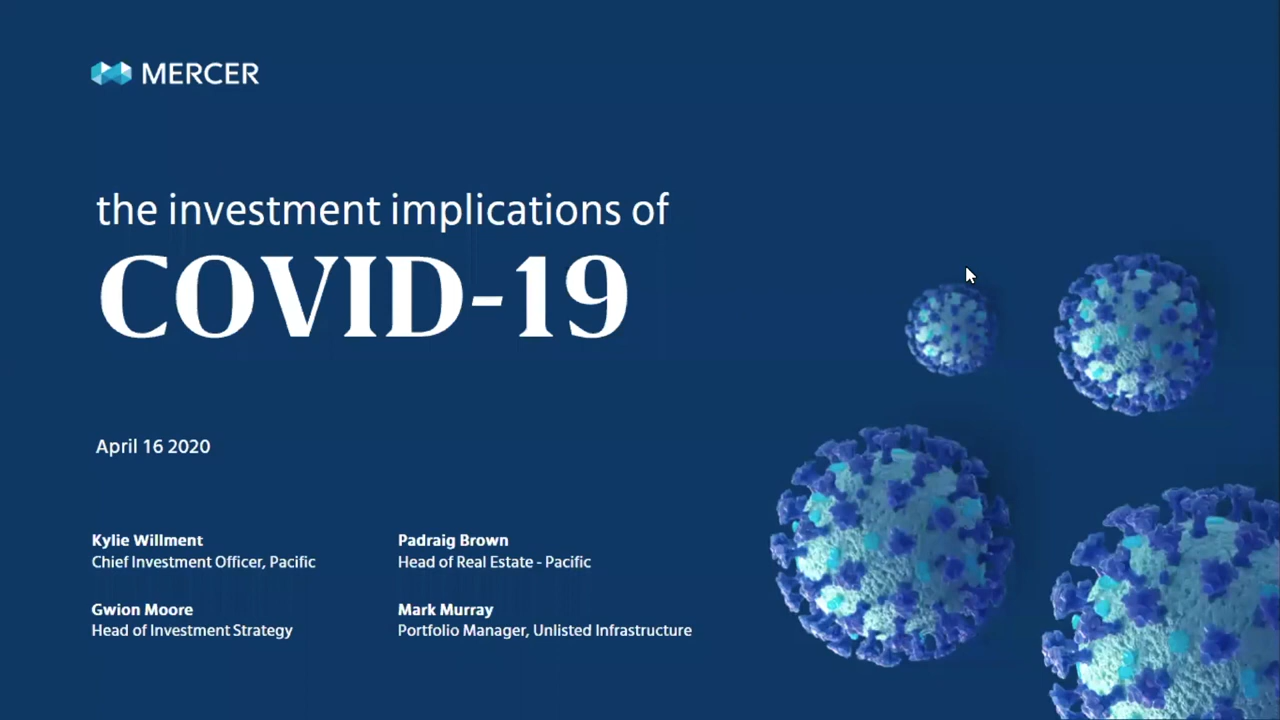 MERCER
the investment implications of
COVID-19
April 16 2020
Kylie Willment
Chief Investment Officer, Pacific
Padraig Brown
Head of Real Estate - Pacific
Gwion Moore
Head of Investment Strategy
Mark Murray
Portfolio Manager, Unlisted Infrastructure